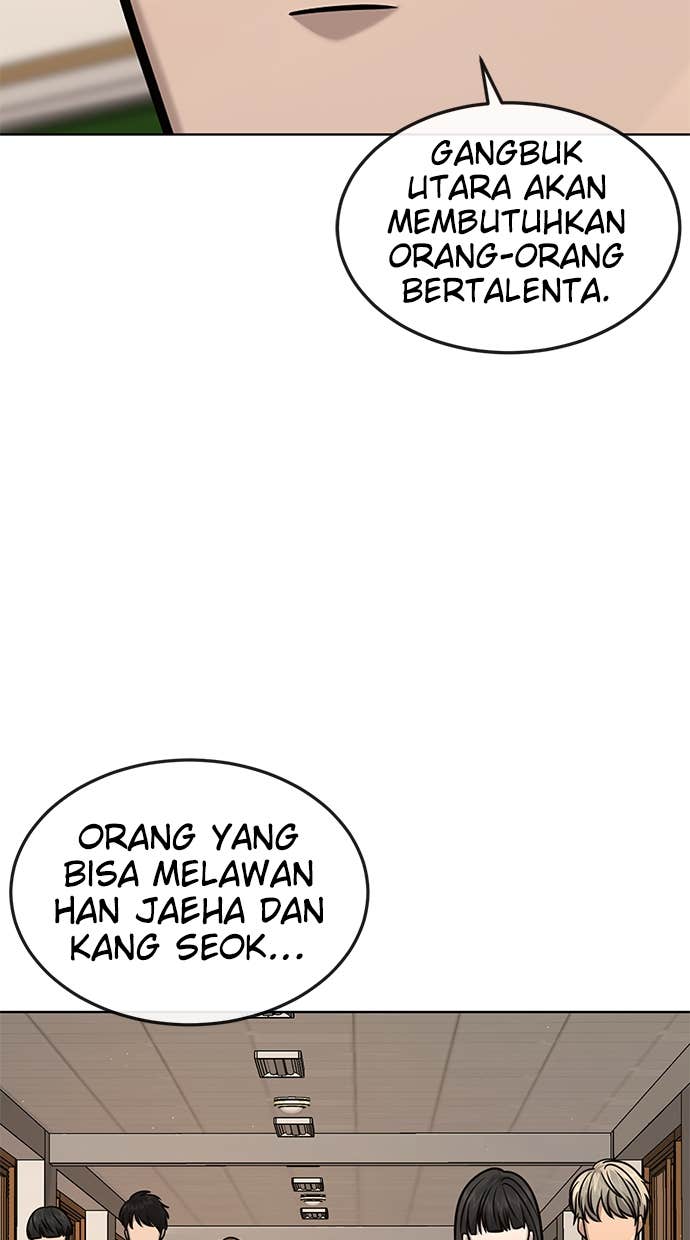 GANGBUK
UTARA AKAN
MEMBUTUHKAN
ORANG-ORANG
BERTALENTA.
ORANG YANG
BISA MELAWAN
HAN JAEHA DAN
KANG SEOK...